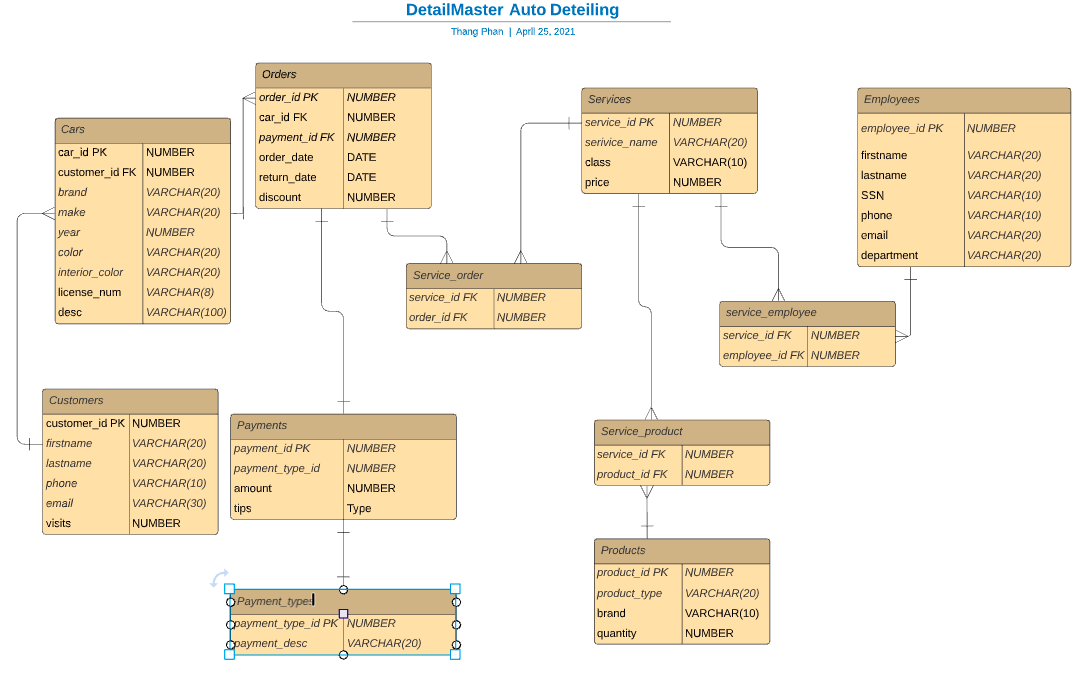 DetailMaster Auto Deteiling
Thang Phan | April 25, 2021
Orders
order_id PK NUMBER
car_id FK NUMBER
payment_id FK NUMBER
order_date DATE
return_date DATE
discount NUMBER
Services
service_id PK NUMBER
serivice_name VARCHAR(20)
class VARCHAR(10)
price NUMBER
Employees
employee_id PK NUMBER
firstname VARCHAR(20)
lastname VARCHAR(20)
SSN VARCHAR(10)
phone VARCHAR(10)
email VARCHAR(20)
department VARCHAR(20)
Cars
car_id PK NUMBER
customer_id FK NUMBER
brand VARCHAR(20)
make VARCHAR(20)
year NUMBER
color VARCHAR(20)
interior_color VARCHAR(20)
license_num VARCHAR(8)
desc VARCHAR(100)
Service_order
service_id FK NUMBER
order_id FK NUMBER
service_employee
service_id FK NUMBER
employee_id FK NUMBER
Customers
customer_id PK NUMBER
firstname VARCHAR(20)
lastname VARCHAR(20)
phone VARCHAR(10)
email VARCHAR(30)
visits NUMBER
Payments
payment_id PK NUMBER
payment_type_id NUMBER
amount NUMBER
tips Type
Service_product
service_id FK NUMBER
product_id FK NUMBER
Products
product_id PK NUMBER
product_type VARCHAR(20)
brand VARCHAR(10)
quantity NUMBER
Payment_types
payment_type_id PK NUMBER
payment_desc VARCHAR(20)